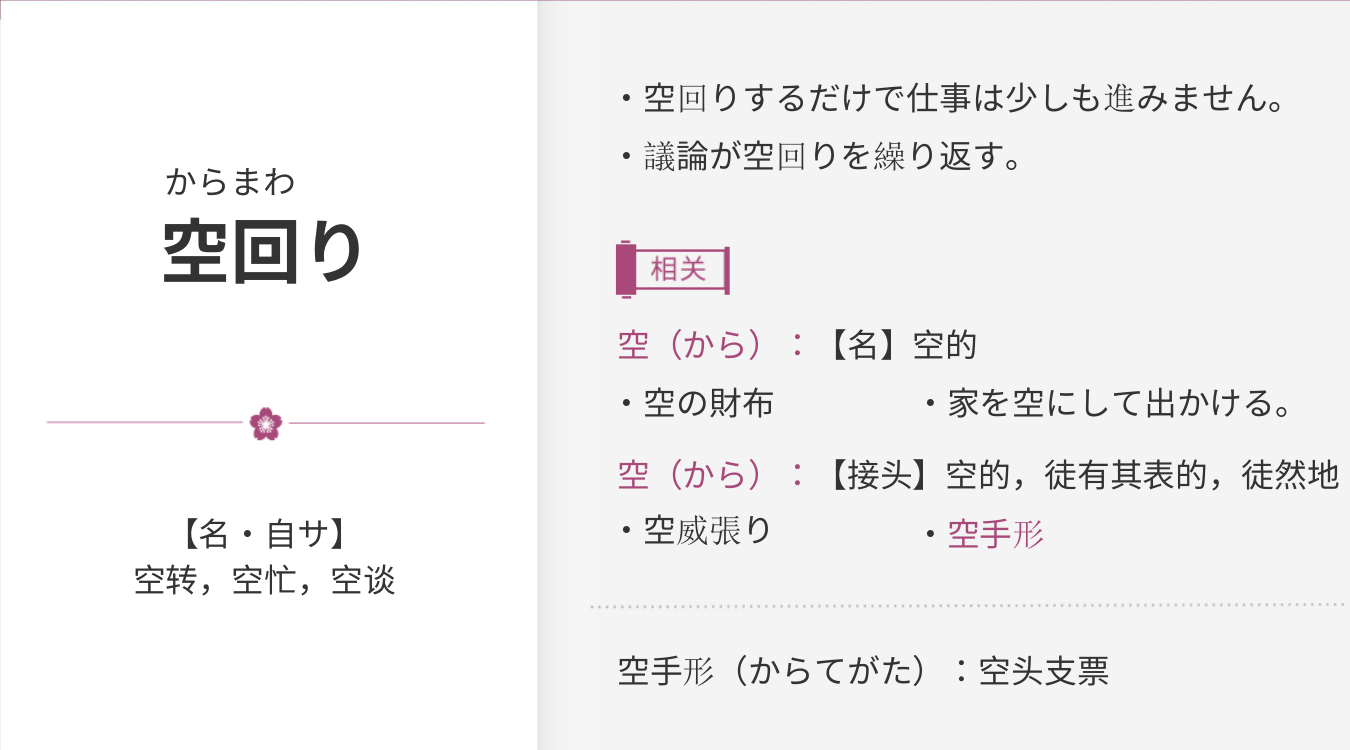 からまわ
空回り
【名・自サ】
空转，空忙，空谈
・空回りするだけで仕事は少しも進みません。
・議論が空回りを繰り返す。
相关
空（から）：【名】空的
・空の財布　・家を空にして出かける。
空（から）：【接头】空的，徒有其表的，徒然地
・空威張り　・空手形
空手形（からてがた）：空头支票